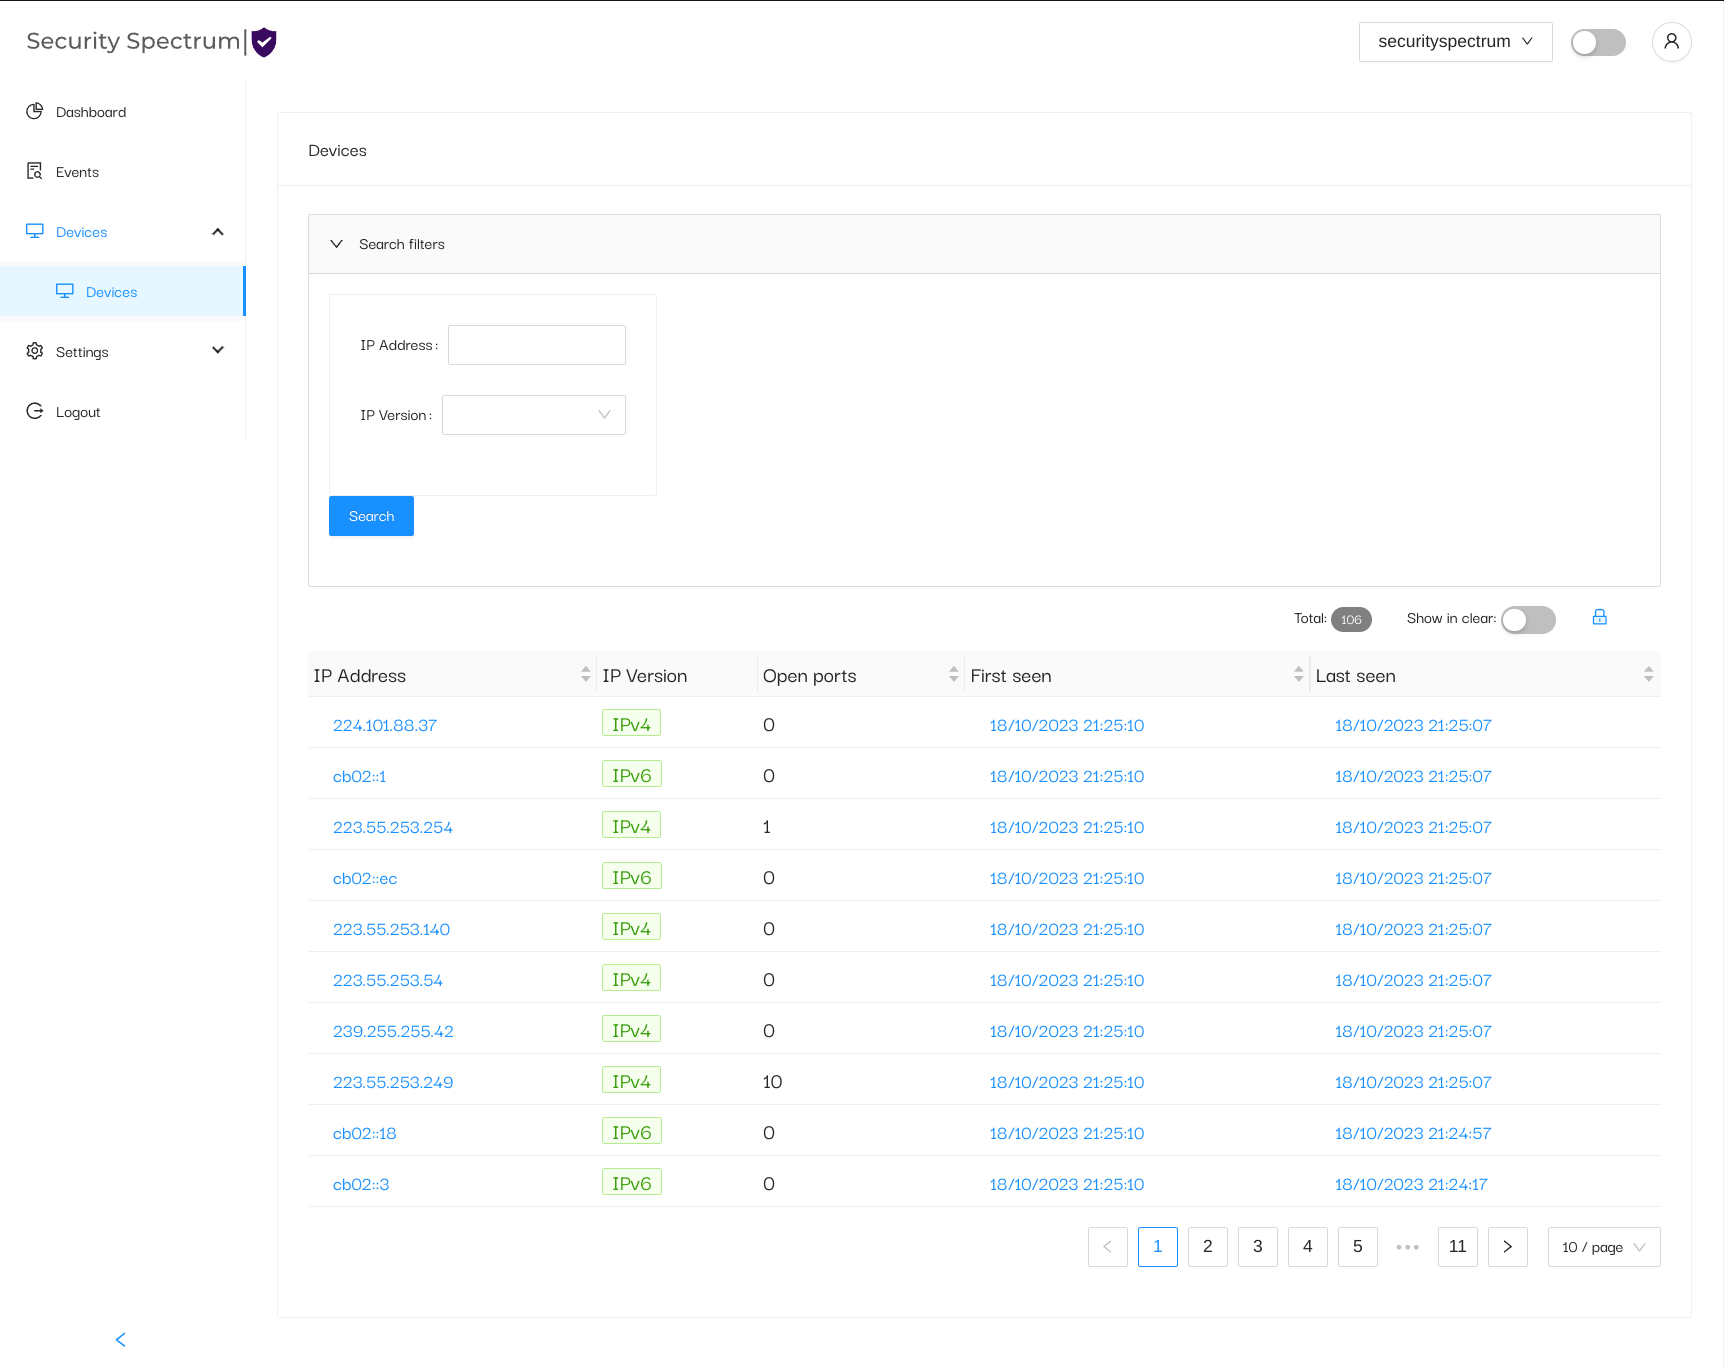 Security Spectrum
securityspectrum
Dashboard
Events
Devices
Devices
Settings
Logout
Devices
Search filters
IP Address :
IP Version :
Search
Total: 106 Show in clear:
IP Address IP Version Open ports First seen Last seen
224.101.88.37 IPv4 0 18/10/2023 21:25:10 18/10/2023 21:25:07
cb02::1 IPv6 0 18/10/2023 21:25:10 18/10/2023 21:25:07
223.55.253.254 IPv4 1 18/10/2023 21:25:10 18/10/2023 21:25:07
cb02::ec IPv6 0 18/10/2023 21:25:10 18/10/2023 21:25:07
223.55.253.140 IPv4 0 18/10/2023 21:25:10 18/10/2023 21:25:07
223.55.253.54 IPv4 0 18/10/2023 21:25:10 18/10/2023 21:25:07
239.255.255.42 IPv4 0 18/10/2023 21:25:10 18/10/2023 21:25:07
223.55.253.249 IPv4 10 18/10/2023 21:25:10 18/10/2023 21:25:07
cb02::18 IPv6 0 18/10/2023 21:25:10 18/10/2023 21:24:57
cb02::3 IPv6 0 18/10/2023 21:25:10 18/10/2023 21:24:17
1 2 3 4 5 ••• 11 10 / page